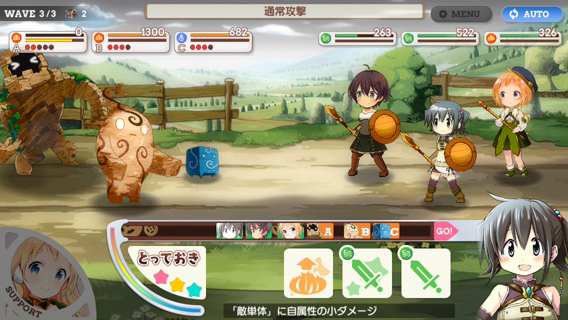 WAVE 3/3 2
通常攻撃
MENU
AUTO
A 0
B 1300
C 682
263
522
326
A B C GO!
とっておき
SUPPORT
「敵単体」に自属性の小ダメージ